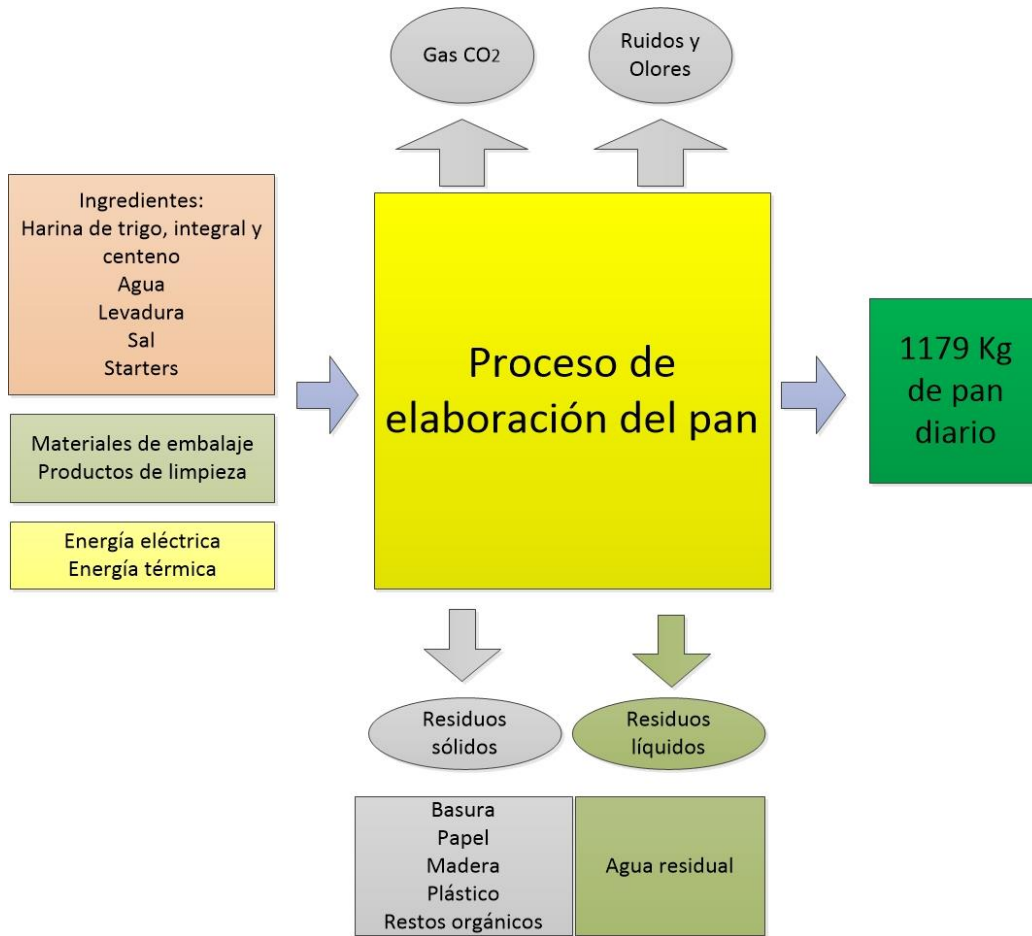 Gas CO2
Ruidos y
Olores
Ingredientes:
Harina de trigo, integral y
centeno
Agua
Levadura
Sal
Starters
Materiales de embalaje
Productos de limpieza
Energía eléctrica
Energía térmica
Proceso de
elaboración del pan
1179 Kg
de pan
diario
Residuos
sólidos
Residuos
líquidos
Basura
Papel
Madera
Plástico
Restos orgánicos
Agua residual